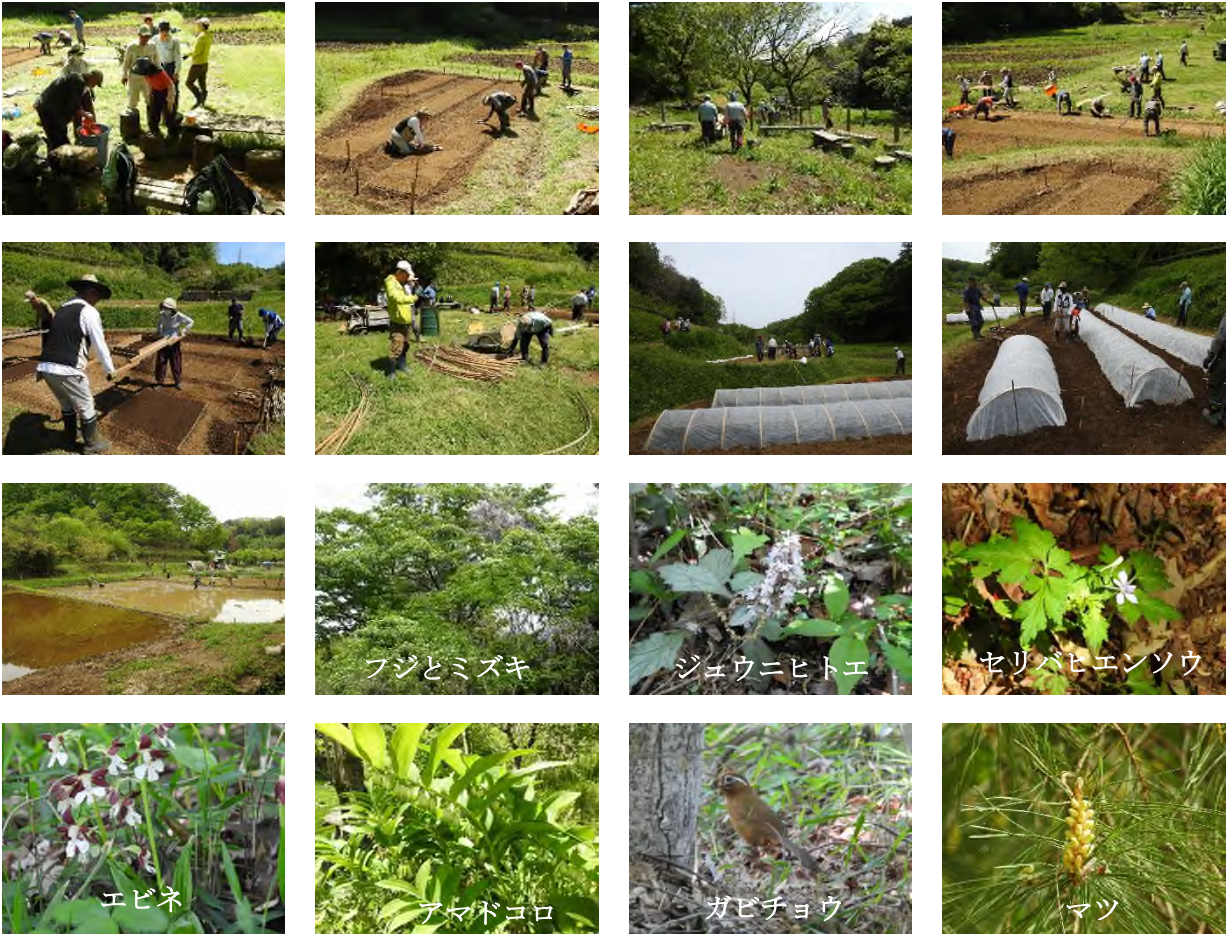 フジとミズキ
ジュウニヒトエ
セリバヒエンソウ
エビネ
アマドコロ
ガビチョウ
マツ